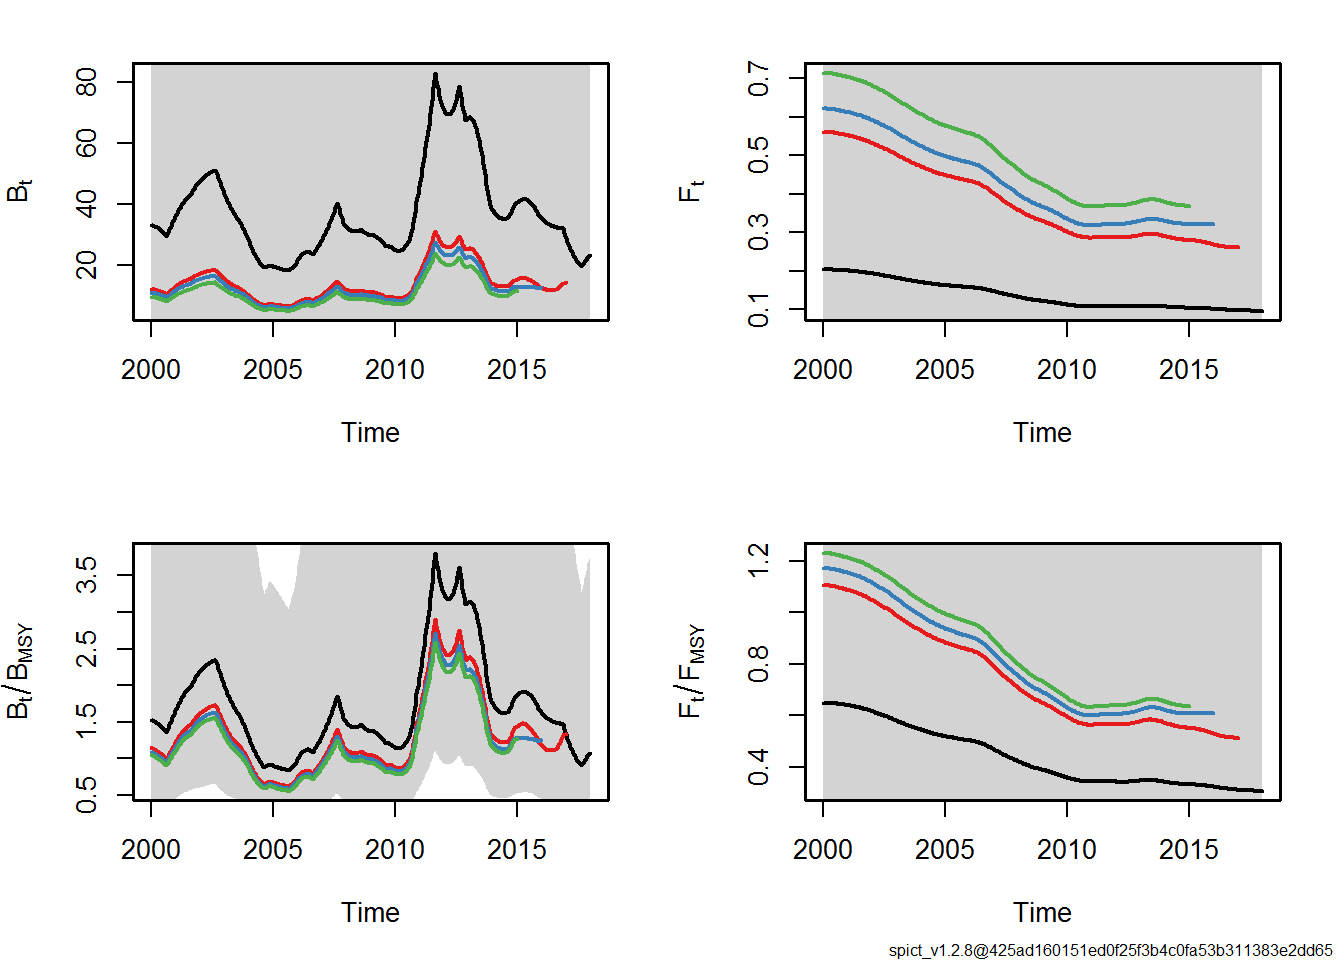 Bt
80
60
40
20
2000 2005 2010 2015
Time
Ft
0.7
0.5
0.3
0.1
2000 2005 2010 2015
Time
Bt/BMSY
3.5
2.5
1.5
0.5
2000 2005 2010 2015
Time
Ft/FMSY
1.2
0.8
0.4
2000 2005 2010 2015
Time
spict_v1.2.8@425ad160151ed0f25f3b4c0fa53b311383e2dd65